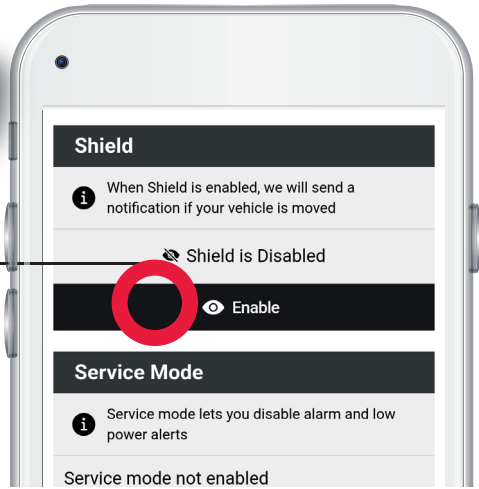 Shield
When Shield is enabled, we will send a
notification if your vehicle is moved
Shield is Disabled
Enable
Service Mode
Service mode lets you disable alarm and low
power alerts
Service mode not enabled